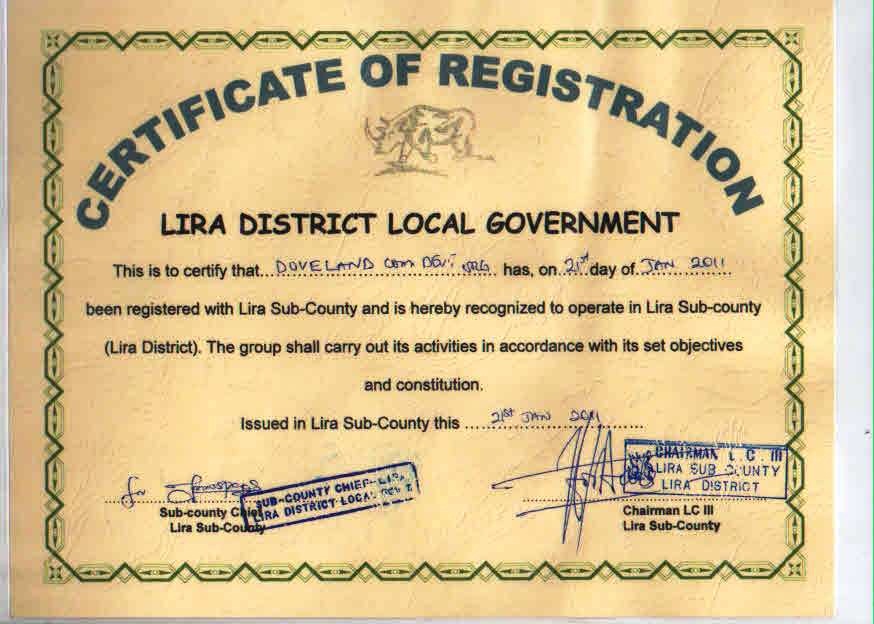 CERTIFICATE OF REGISTRATION
LIRA DISTRICT LOCAL GOVERNMENT
This is to certify that...DOVELAND COM DEV'T ORG. has, on 21st day of JAN 2011
been registered with Lira Sub-County and is hereby recognized to operate in Lira Sub-county
(Lira District). The group shall carry out its activities in accordance with its set objectives
and constitution.
Issued in Lira Sub-County this 21st JAN 2011
for
SUB-COUNTY CHIEF-LIRA
LIRA DISTRICT LOCAL GOV'T
Sub-county Chief
Lira Sub-County
CHAIRMAN L C III
LIRA SUB COUNTY
LIRA DISTRICT
Chairman LC III
Lira Sub-County